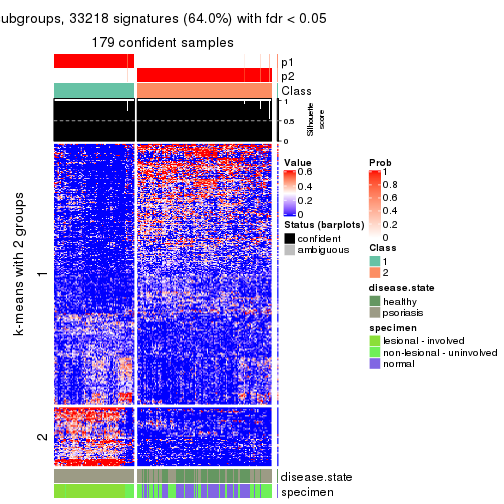 ubgroups, 33218 signatures (64.0%) with fdr < 0.05
179 confident samples
p1
p2
Class
1
0.5
0
Silhouette
score
k-means with 2 groups
1
2
disease.state
specimen
Value
0.6
0.4
0.2
0
Status (barplots)
confident
ambiguous
Prob
1
0.8
0.6
0.4
0.2
0
Class
1
2
disease.state
healthy
psoriasis
specimen
lesional - involved
non-lesional - uninvolved
normal